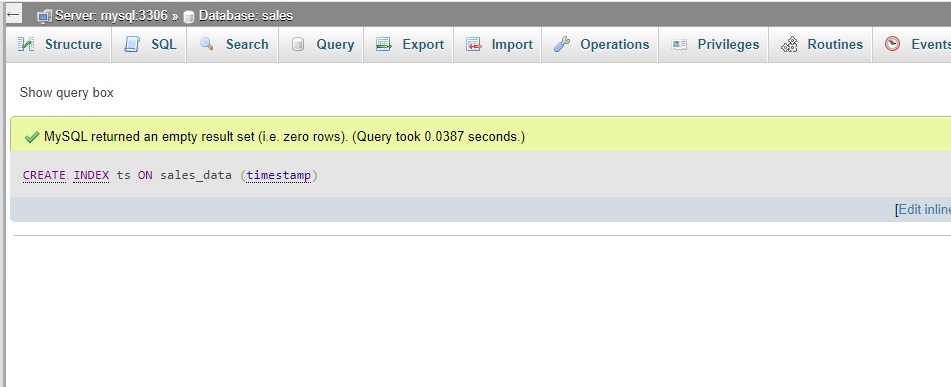 ← Server: mysql:3306 » Database: sales
Structure SQL Search Query Export Import Operations Privileges Routines Events
Show query box
MySQL returned an empty result set (i.e. zero rows). (Query took 0.0387 seconds.)
CREATE INDEX ts ON sales_data (timestamp)
[Edit inline